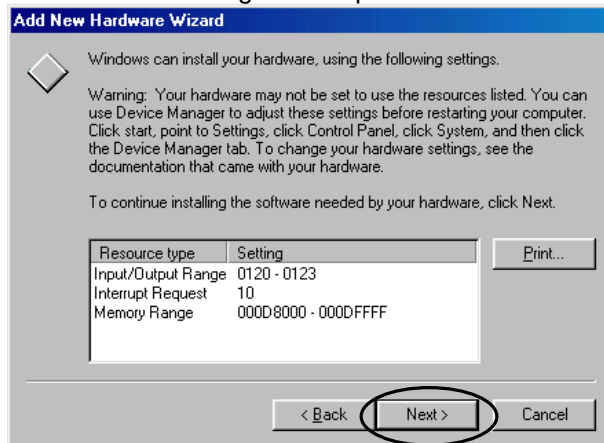 Add New Hardware Wizard
Windows can install your hardware, using the following settings.
Warning: Your hardware may not be set to use the resources listed. You can
use Device Manager to adjust these settings before restarting your computer.
Click start, point to Settings, click Control Panel, click System, and then click
the Device Manager tab. To change your hardware settings, see the
documentation that came with your hardware.
To continue installing the software needed by your hardware, click Next.
Resource type Setting
Input/Output Range 0120 - 0123
Interrupt Request 10
Memory Range 000D8000 - 000DFFFF
Print...
< Back Next > Cancel